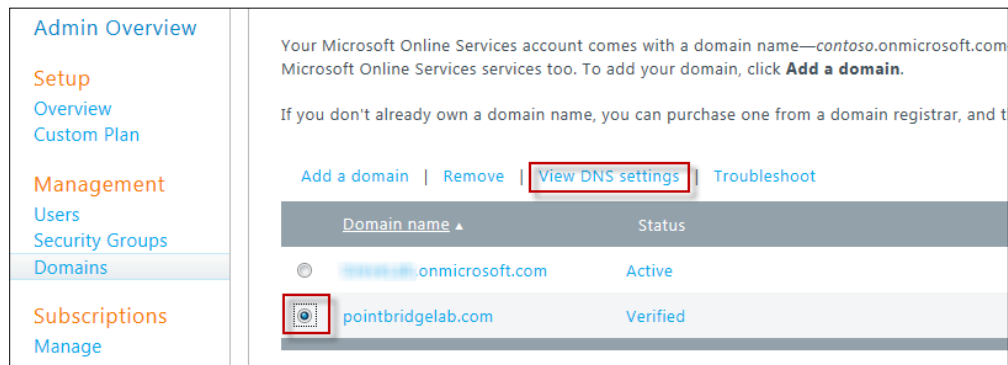 Admin Overview
Setup
Overview
Custom Plan
Management
Users
Security Groups
Domains
Subscriptions
Manage
Your Microsoft Online Services account comes with a domain name—contoso.onmicrosoft.com
Microsoft Online Services services too. To add your domain, click Add a domain.
If you don't already own a domain name, you can purchase one from a domain registrar, and t
Add a domain | Remove | View DNS settings | Troubleshoot
Domain name ▲ Status
.onmicrosoft.com Active
pointbridgelab.com Verified